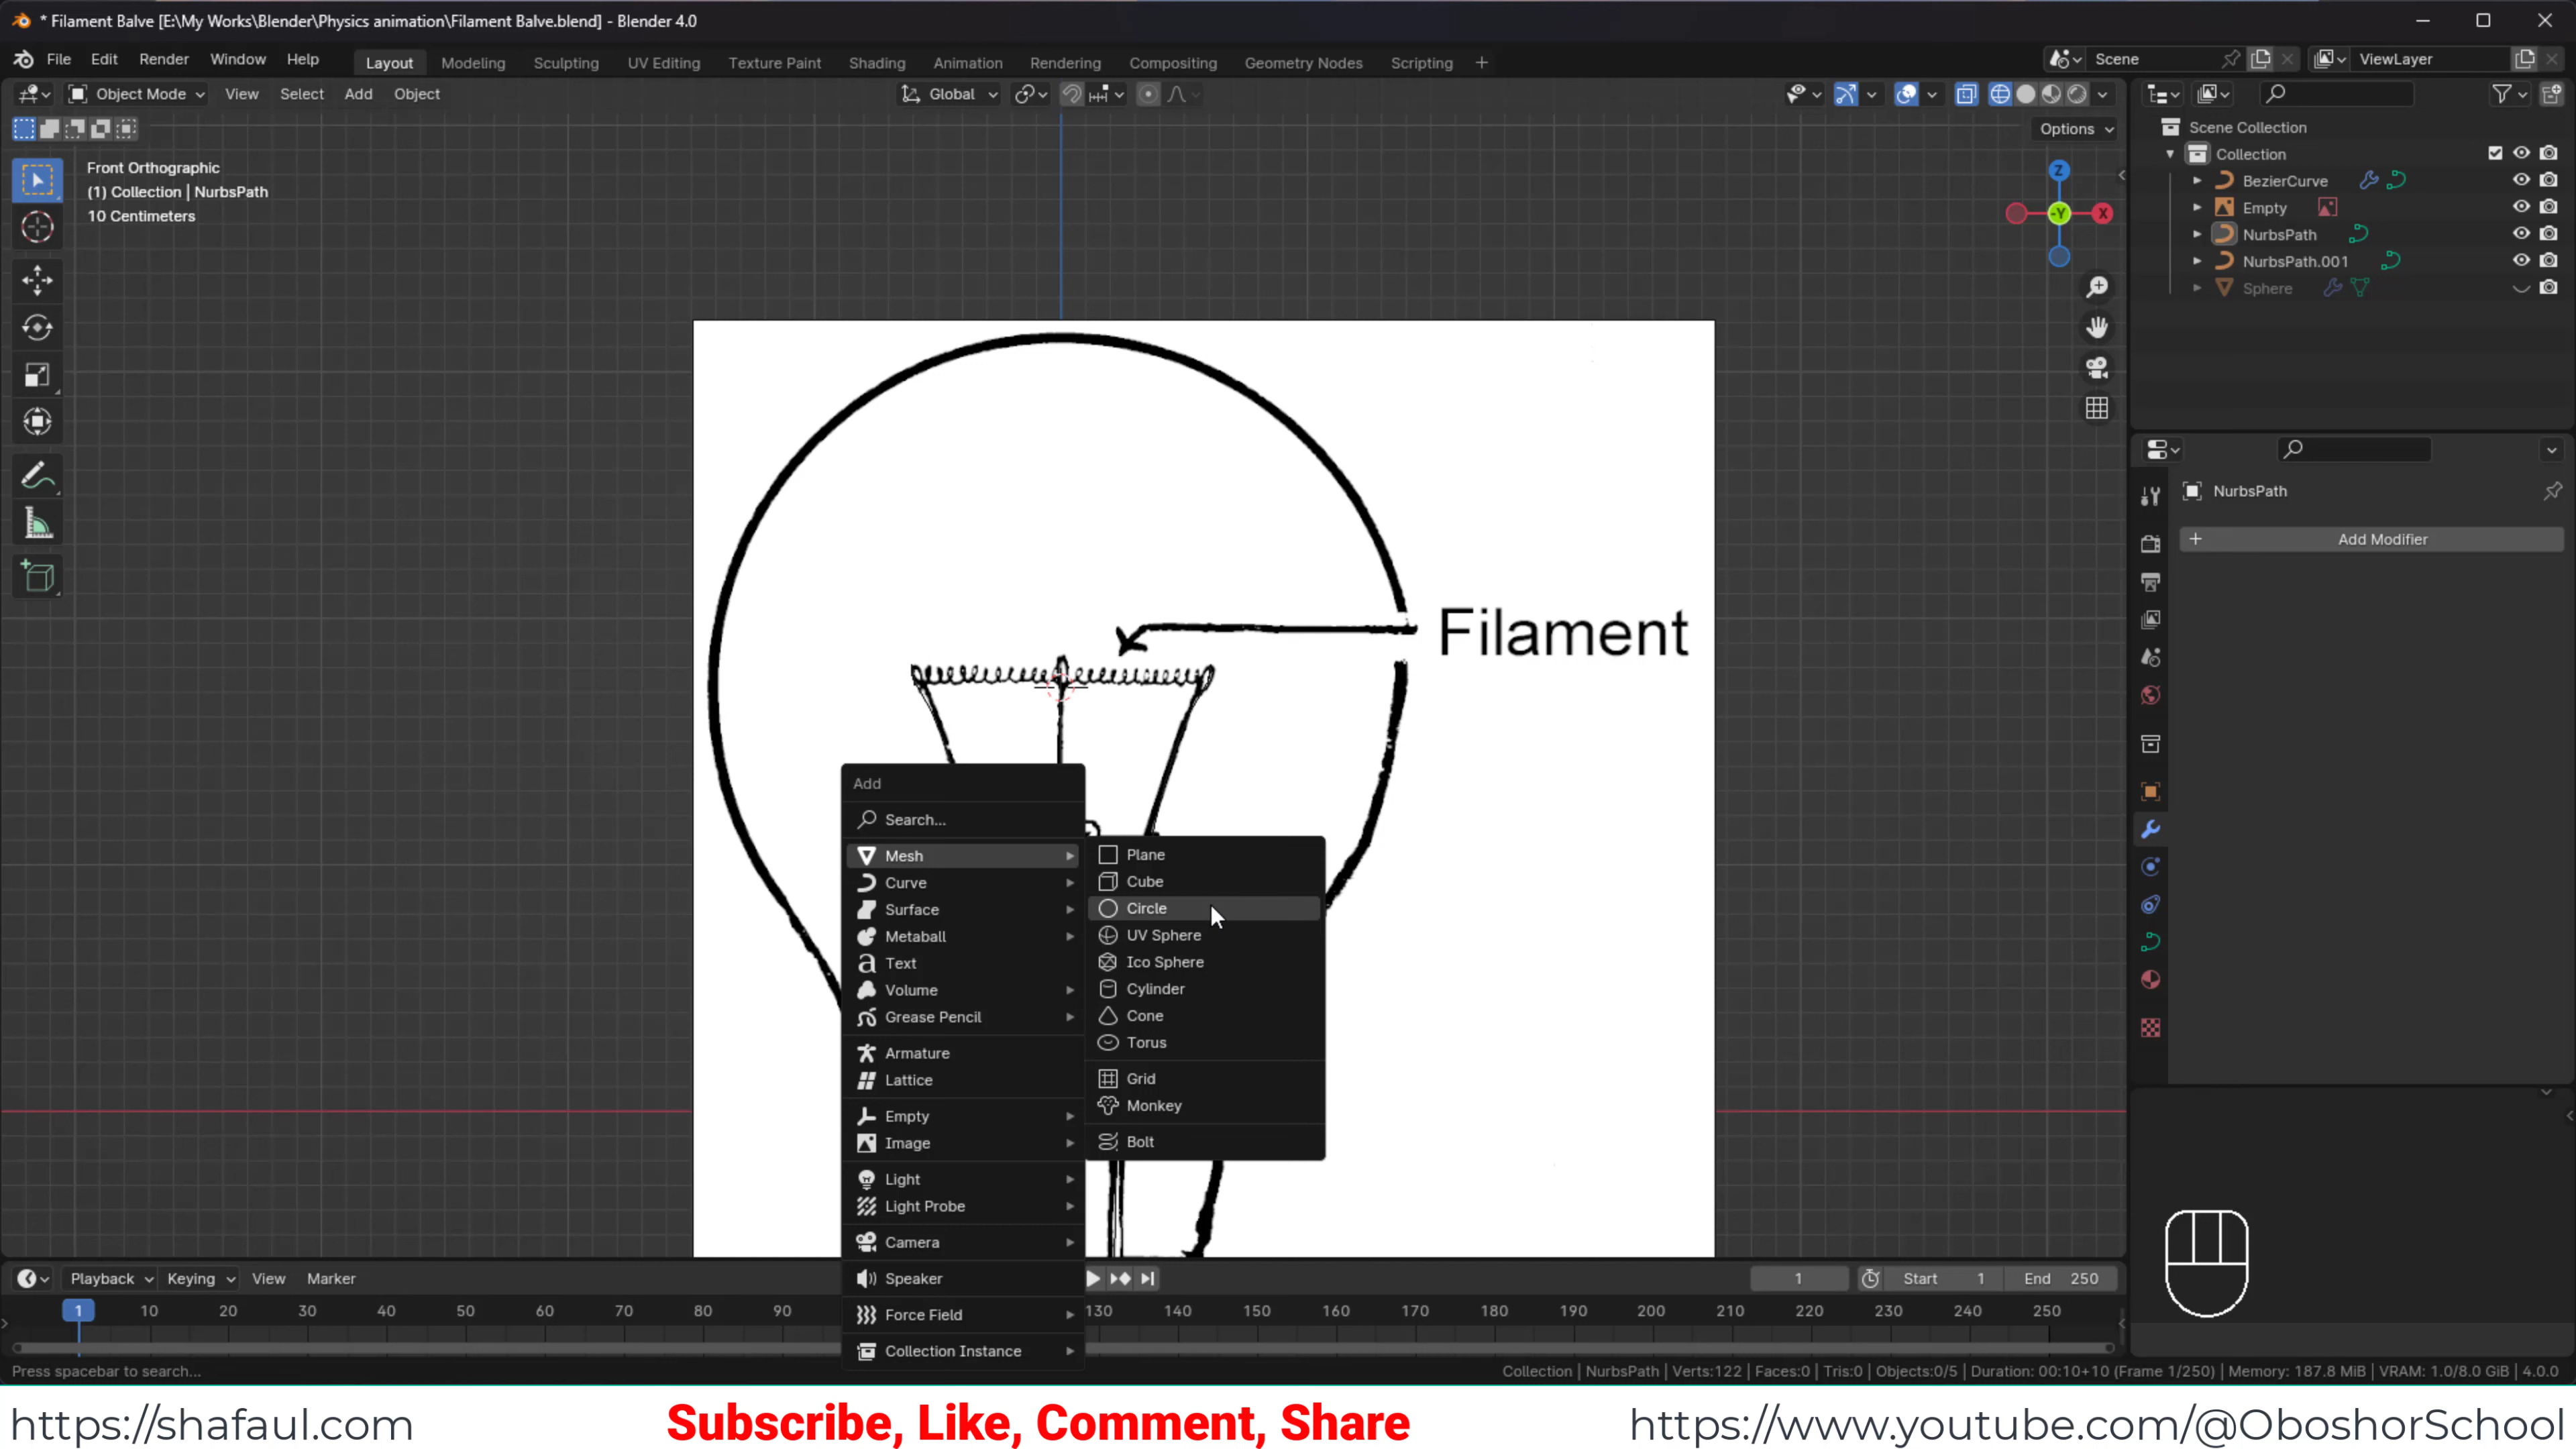 * Filament Balve [E:\My Works\Blender\Physics animation\Filament Balve.blend] - Blender 4.0
File Edit Render Window Help Layout Modeling Sculpting UV Editing Texture Paint Shading Animation Rendering Compositing Geometry Nodes Scripting + Scene ViewLayer
Object Mode View Select Add Object Global
Options
Front Orthographic
(1) Collection | NurbsPath
10 Centimeters
Z
-Y
X
Scene Collection
Collection
BezierCurve
Empty
NurbsPath
NurbsPath.001
Sphere
NurbsPath
+ Add Modifier
Filament
Add
Search...
Mesh
Curve
Surface
Metaball
Text
Volume
Grease Pencil
Armature
Lattice
Empty
Image
Light
Light Probe
Camera
Speaker
Force Field
Collection Instance
Plane
Cube
Circle
UV Sphere
Ico Sphere
Cylinder
Cone
Torus
Grid
Monkey
Bolt
Playback Keying View Marker 1 Start 1 End 250
1 10 20 30 40 50 60 70 80 90 130 140 150 160 170 180 190 200 210 220 230 240 250
Press spacebar to search...
Collection | NurbsPath | Verts:122 | Faces:0 | Tris:0 | Objects:0/5 | Duration: 00:10+10 (Frame 1/250) | Memory: 187.8 MiB | VRAM: 1.0/8.0 GiB | 4.0.0
https://shafaul.com Subscribe, Like, Comment, Share https://www.youtube.com/@OboshorSchool